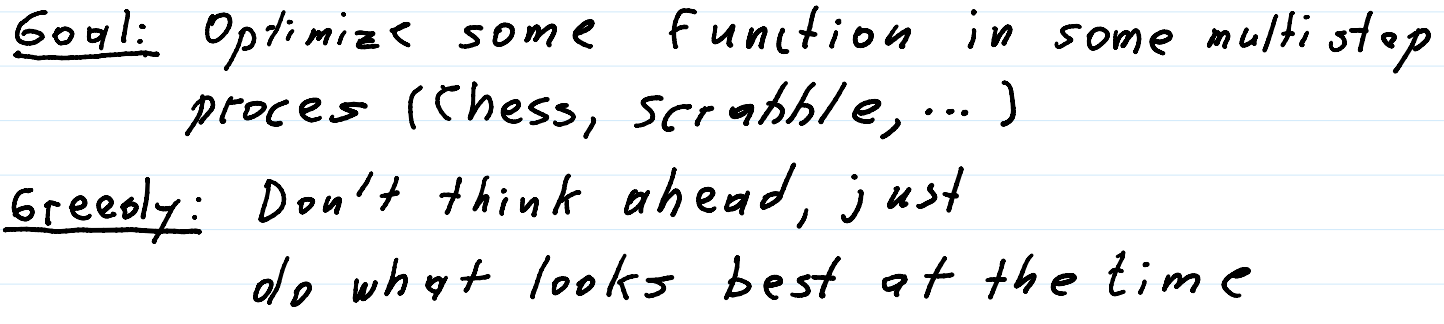 Goal: Optimize some function in some multistep
proces (Chess, Scrabble, ... )
Greedy: Don't think ahead, just
do what looks best at the time